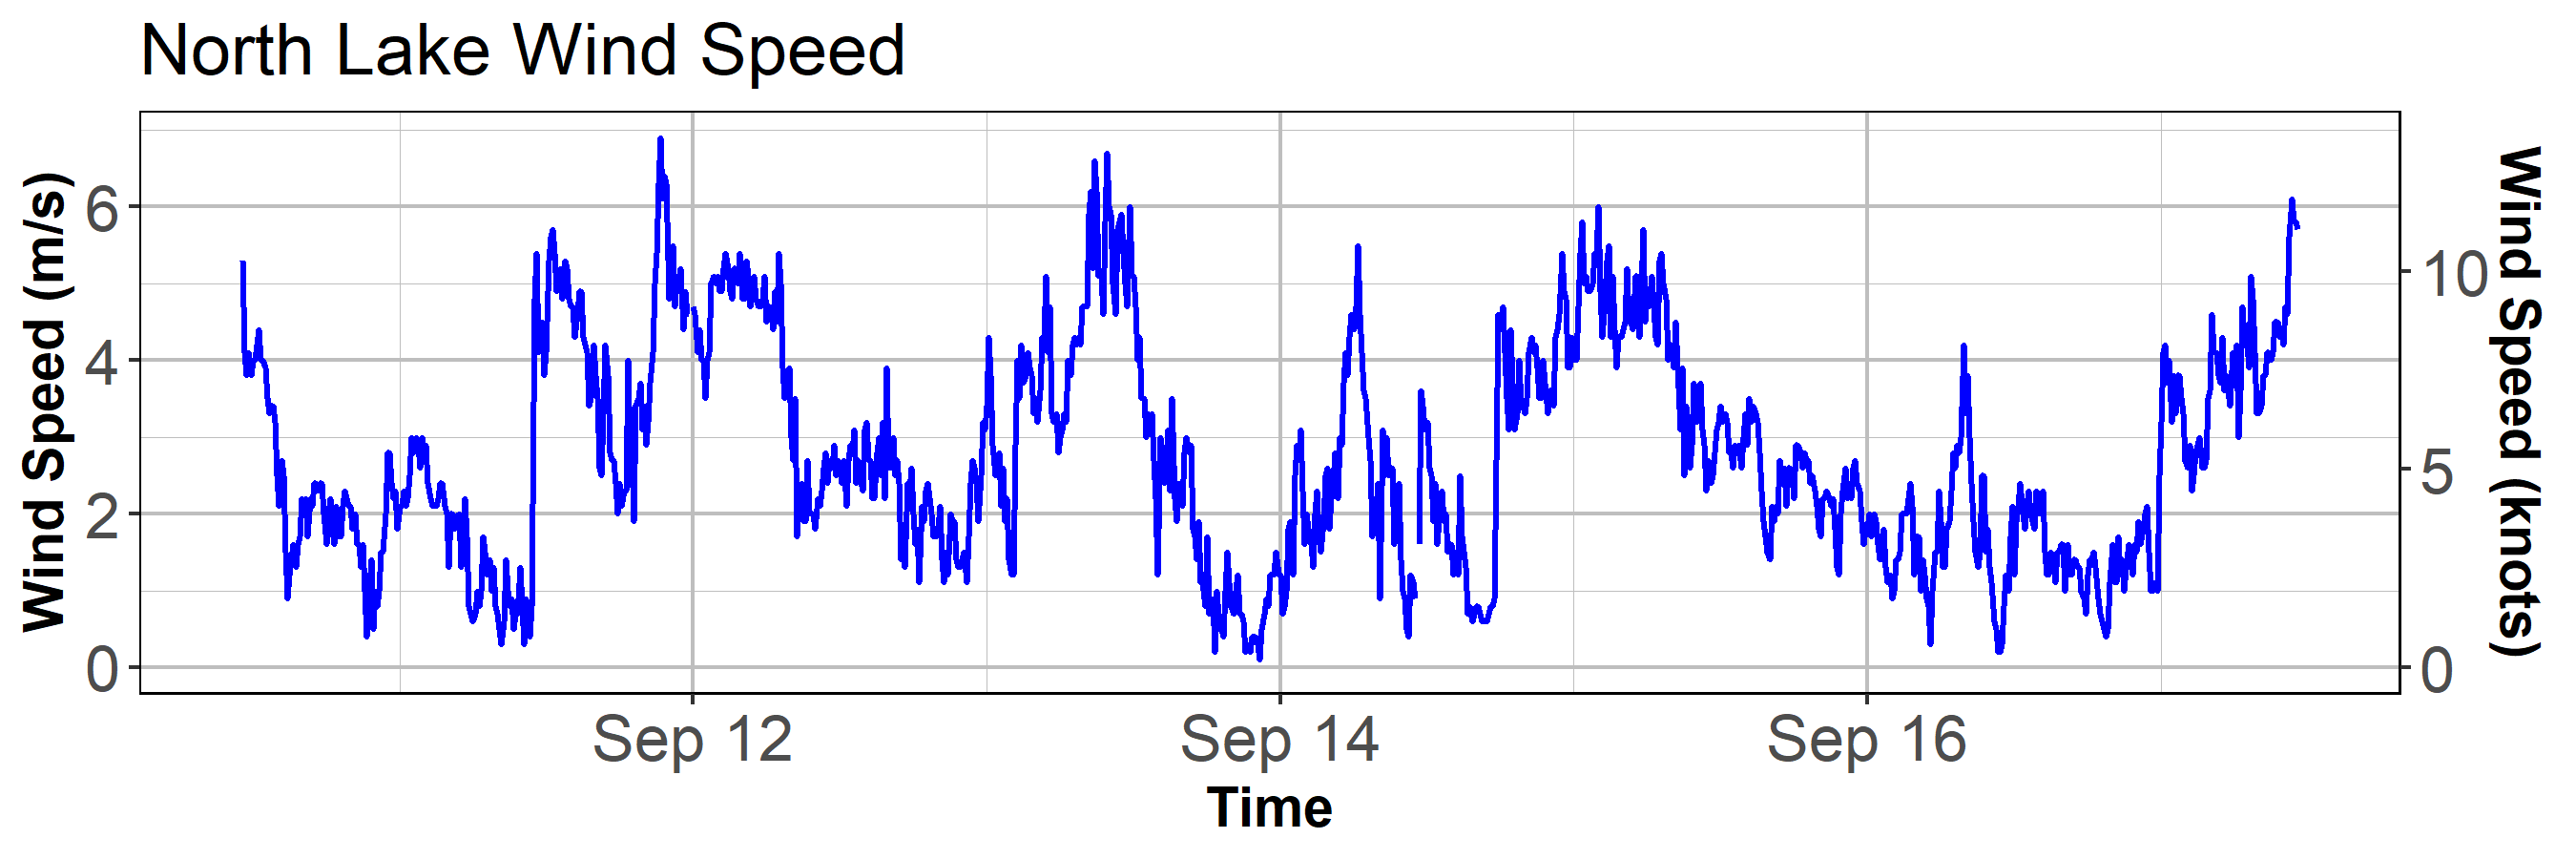 North Lake Wind Speed
Wind Speed (m/s)
6
4
2
0
10
5
0
Wind Speed (knots)
Sep 12 Sep 14 Sep 16
Time